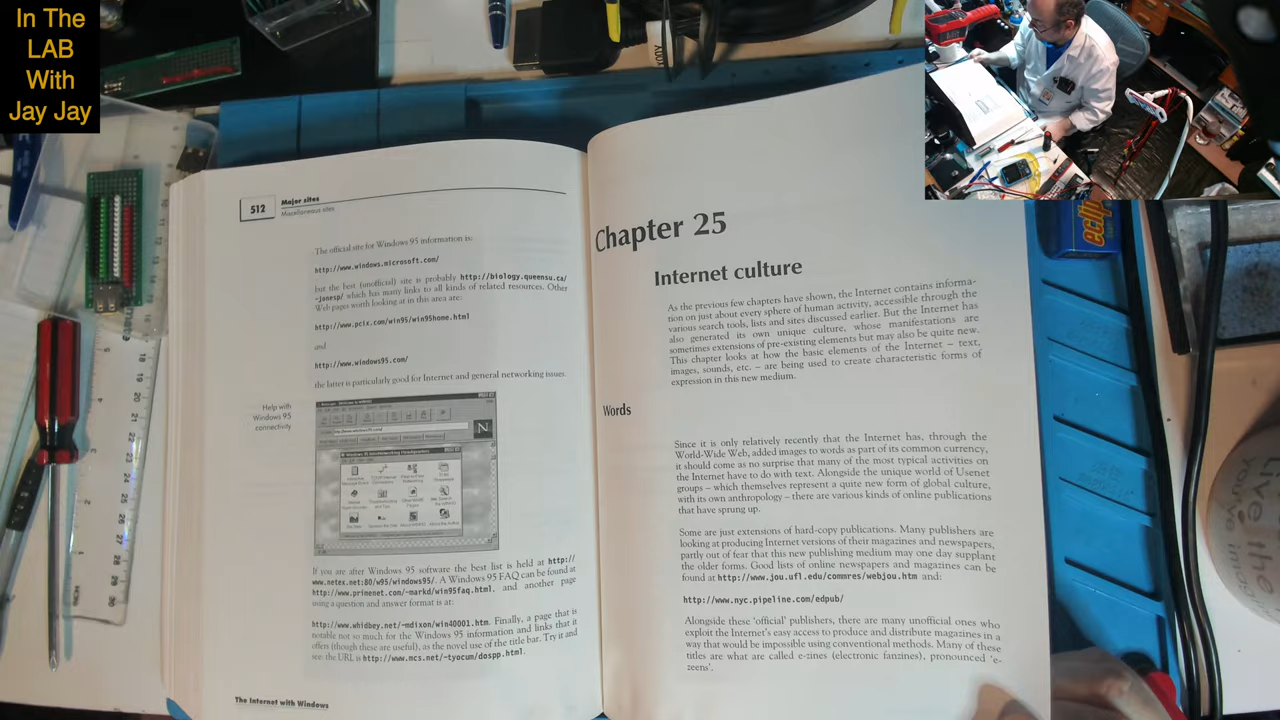 In The
LAB
With
Jay Jay
512
Major sites
Miscellaneous sites
The official site for Windows 95 information is:
http://www.windows.microsoft.com/
but the best (unofficial) site is probably http://biology.queensu.ca/
~jonesp/ which has many links to all kinds of related resources. Other
Web pages worth looking at in this area are:
http://www.pcix.com/win95/win95home.html
and
http://www.windows95.com/
the latter is particularly good for Internet and general networking issues.
Help with
Windows 95
connectivity
N
If you are after Windows 95 software the best list is held at http://
www.netex.net:80/w95/windows95/. A Windows 95 FAQ can be found at
http://www.primenet.com/~markd/win95faq.html, and another page
using a question and answer format is at:
http://www.whidbey.net/~mdixon/win40001.htm. Finally, a page that is
notable not so much for the Windows 95 information and links that it
offers (though these are useful), as the novel use of the title bar. Try it and
see: the URL is http://www.ncs.net/~tyocum/dospp.html.
The Internet with Windows
Chapter 25
Internet culture
As the previous few chapters have shown, the Internet contains informa-
tion on just about every sphere of human activity, accessible through the
various search tools, lists and sites discussed earlier. But the Internet has
also generated its own unique culture, whose manifestations are
sometimes extensions of pre-existing elements but may also be quite new.
This chapter looks at how the basic elements of the Internet – text,
images, sounds, etc. – are being used to create characteristic forms of
expression in this new medium.
Words
Since it is only relatively recently that the Internet has, through the
World-Wide Web, added images to words as part of its common currency,
it should come as no surprise that many of the most typical activities on
the Internet have to do with text. Alongside the unique world of Usenet
groups – which themselves represent a quite new form of global culture,
with its own anthropology – there are various kinds of online publications
that have sprung up.
Some are just extensions of hard-copy publications. Many publishers are
looking at producing Internet versions of their magazines and newspapers,
partly out of fear that this new publishing medium may one day supplant
the older forms. Good lists of online newspapers and magazines can be
found at http://www.jou.ufl.edu/commres/webjou.htm and:
http://www.nyc.pipeline.com/edpub/
Alongside these 'official' publishers, there are many unofficial ones who
exploit the Internet's easy access to produce and distribute magazines in a
way that would be impossible using conventional methods. Many of these
titles are what are called e-zines (electronic fanzines), pronounced 'e-
zeens'.